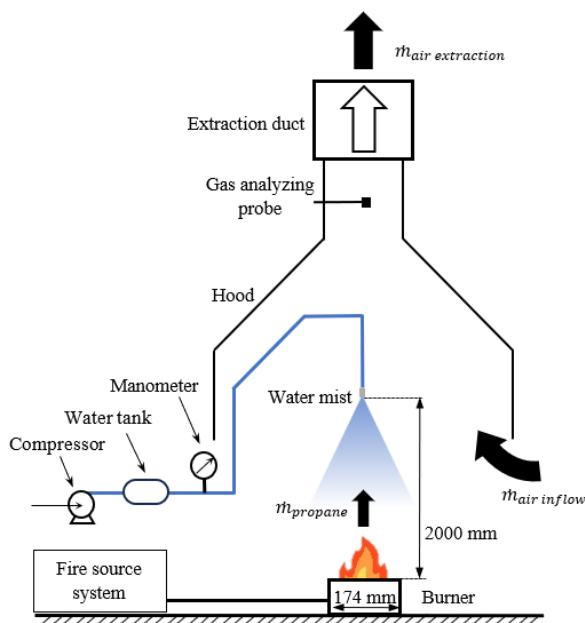 ṁair extraction
Extraction duct
Gas analyzing
probe
Hood
Manometer
Water mist
Water tank
Compressor
ṁair inflow
ṁpropane
2000 mm
Fire source
system
174 mm
Burner